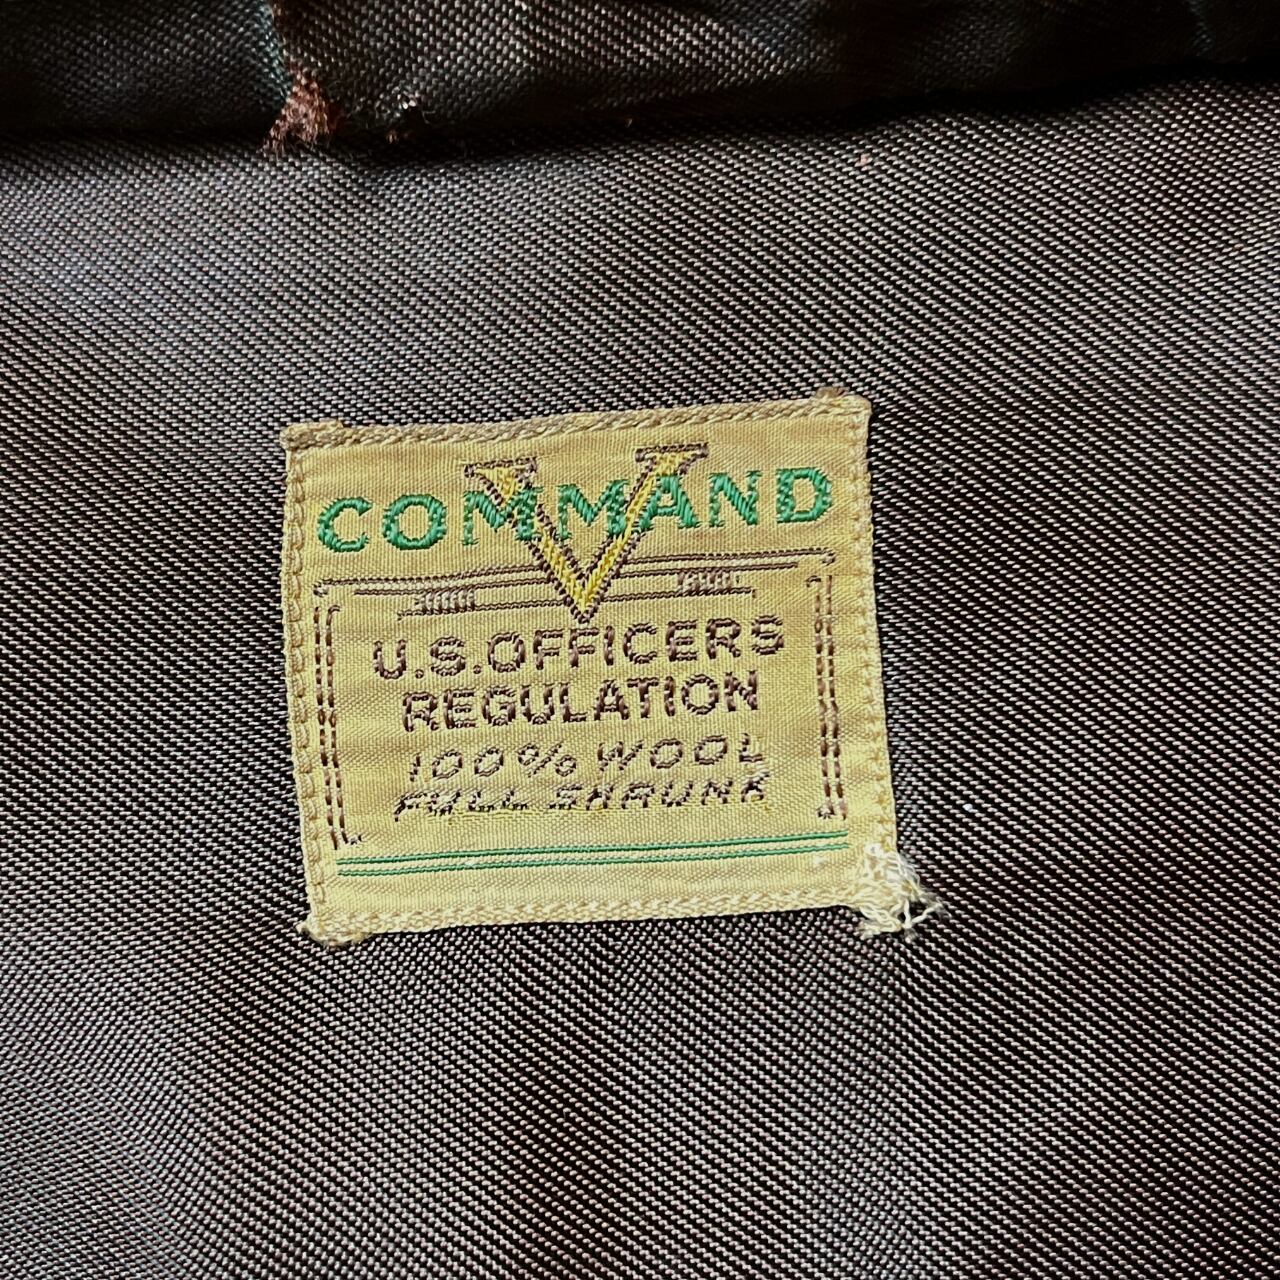 COMMAND
V
U.S. OFFICERS
REGULATION
100% WOOL
FULL SHRUNK